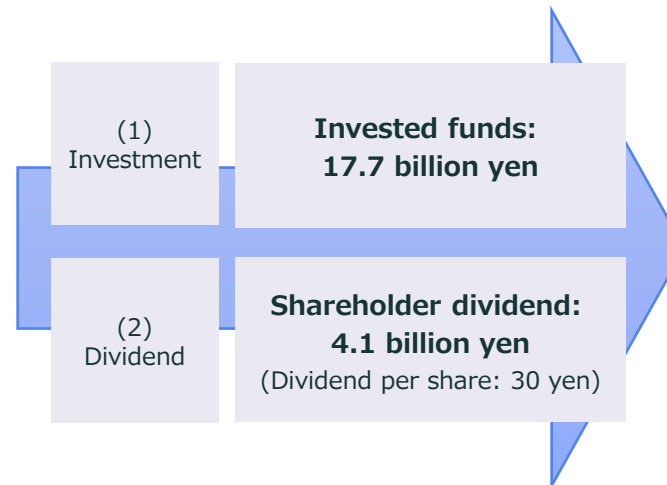 (1)
Investment
Invested funds:
17.7 billion yen
(2)
Dividend
Shareholder dividend:
4.1 billion yen
(Dividend per share: 30 yen)